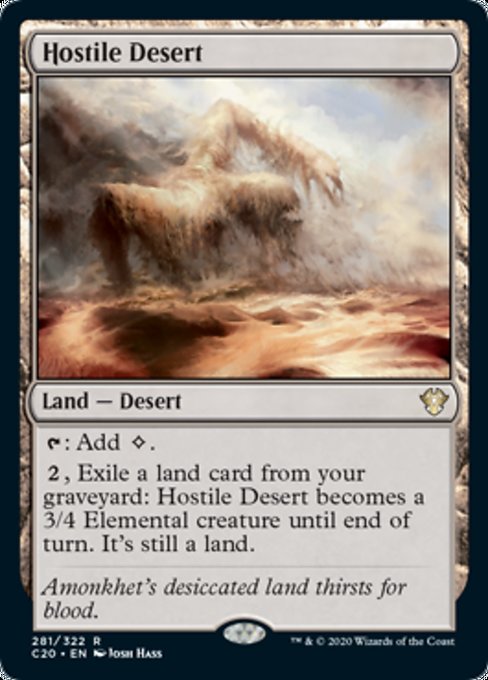 Hostile Desert
Land — Desert
: Add .
2, Exile a land card from your
graveyard: Hostile Desert becomes a
3/4 Elemental creature until end of
turn. It's still a land.
Amonkhet's desiccated land thirsts for
blood.
281/322 R
C20 • EN Josh Hass
™ & © 2020 Wizards of the Coast